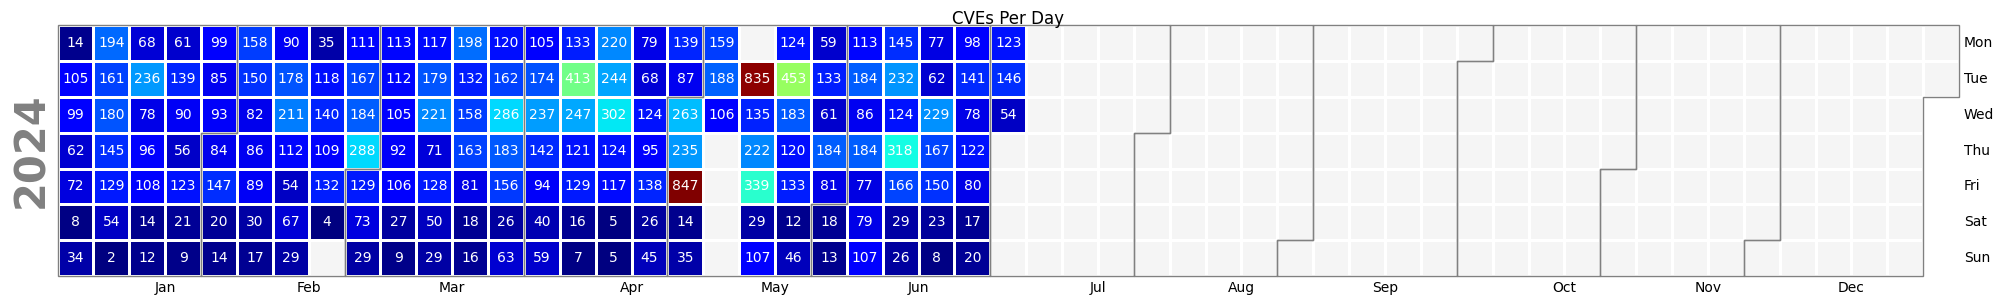 CVEs Per Day
2024
14 194 68 61 99 158 90 35 111 113 117 198 120 105 133 220 79 139 159 124 59 113 145 77 98 123 Mon
105 161 236 139 85 150 178 118 167 112 179 132 162 174 413 244 68 87 188 835 453 133 184 232 62 141 146 Tue
99 180 78 90 93 82 211 140 184 105 221 158 286 237 247 302 124 263 106 135 183 61 86 124 229 78 54 Wed
62 145 96 56 84 86 112 109 288 92 71 163 183 142 121 124 95 235 222 120 184 184 318 167 122 Thu
72 129 108 123 147 89 54 132 129 106 128 81 156 94 129 117 138 847 339 133 81 77 166 150 80 Fri
8 54 14 21 20 30 67 4 73 27 50 18 26 40 16 5 26 14 29 12 18 79 29 23 17 Sat
34 2 12 9 14 17 29 29 9 29 16 63 59 7 5 45 35 107 46 13 107 26 8 20 Sun
Jan Feb Mar Apr May Jun Jul Aug Sep Oct Nov Dec